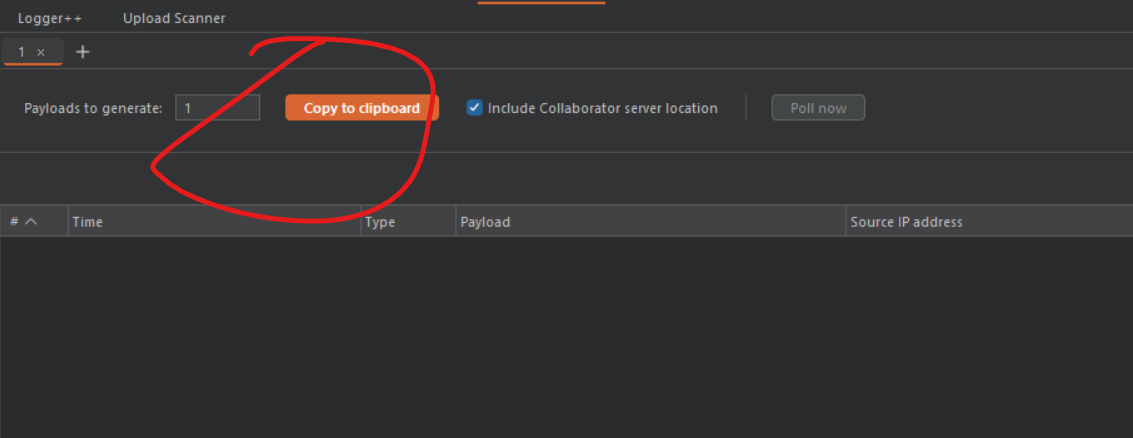 Logger++ Upload Scanner
1 × +
Payloads to generate: 1 Copy to clipboard Include Collaborator server location Poll now
# Time Type Payload Source IP address